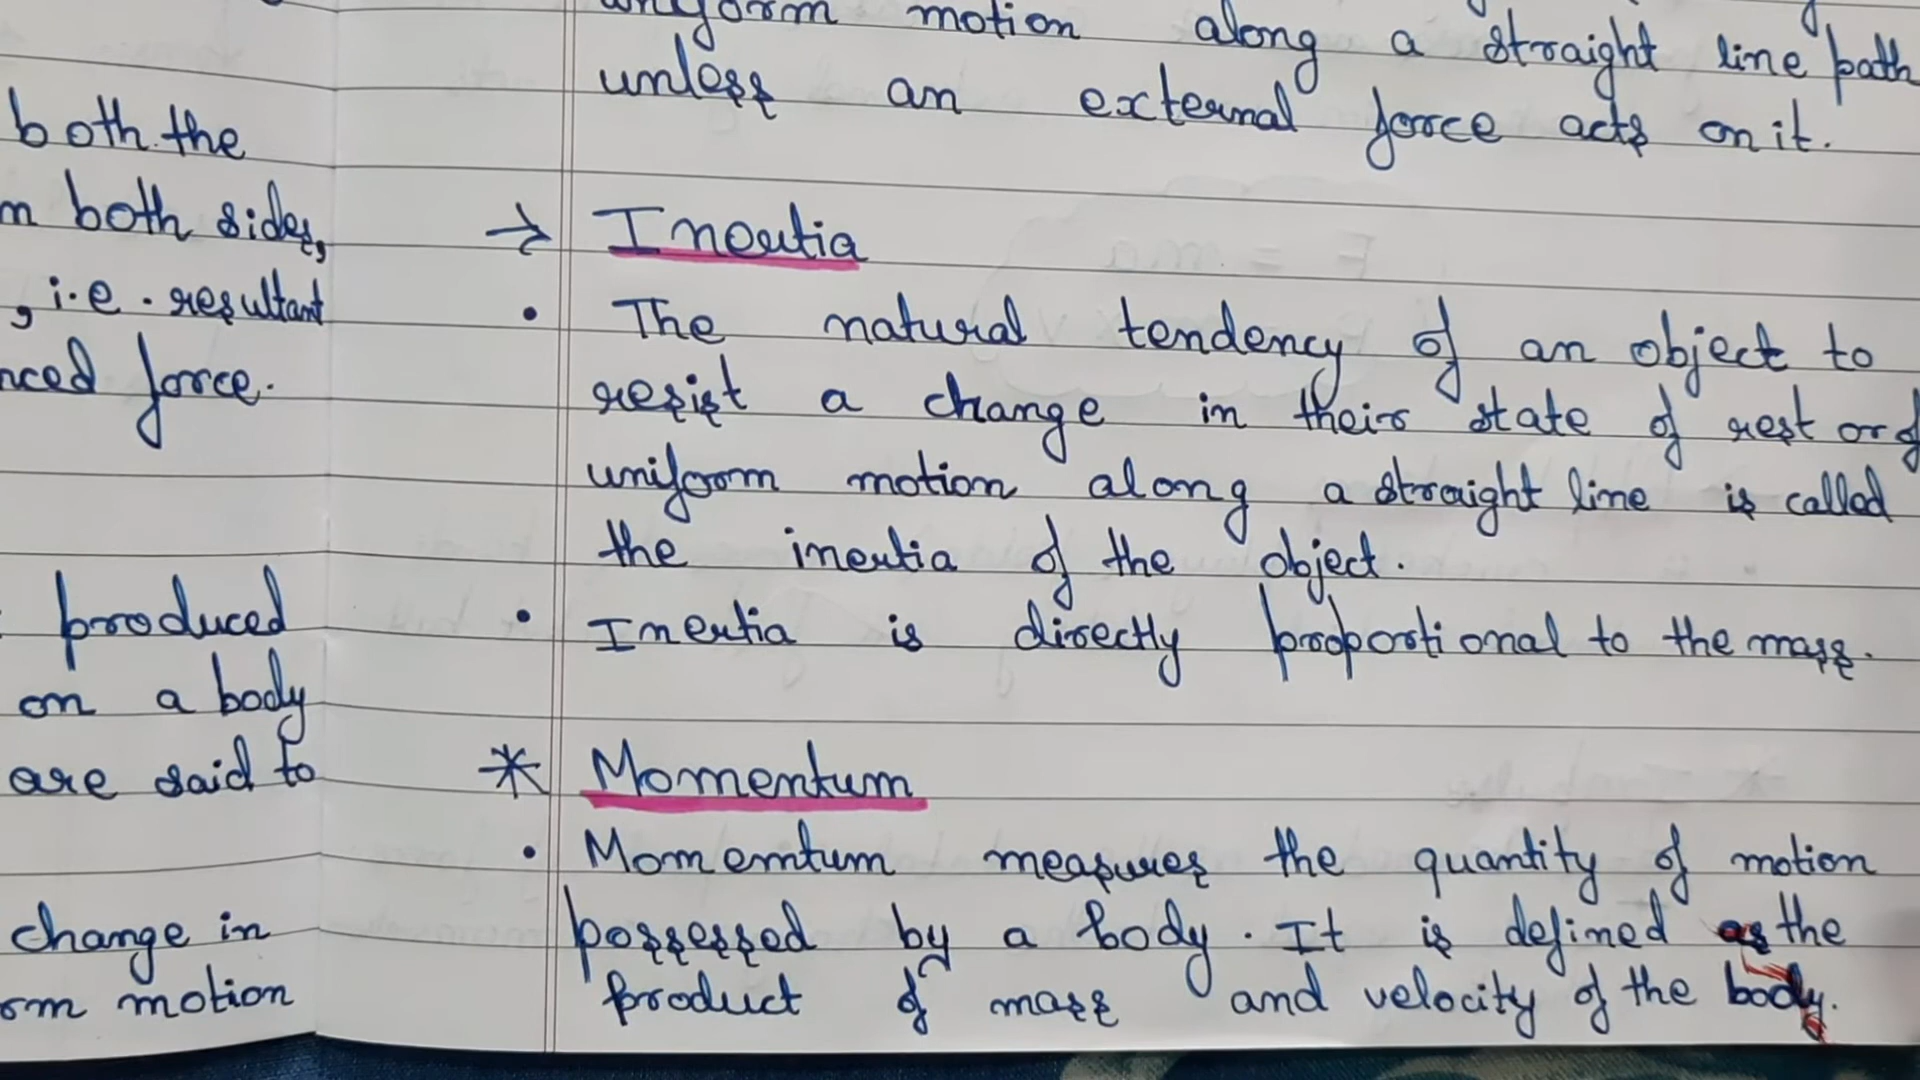 both the
m both sides,
, i.e. resultant
nced force.
produced
on a body
are said to
change in
orm motion
uniform motion along a straight line path
unless an external force acts on it.
→ Inertia
• The natural tendency of an object to
resist a change in their state of rest or of
uniform motion along a straight line is called
the inertia of the object.
• Inertia is directly proportional to the mass.
* Momentum
• Momemtum measures the quantity of motion
possessed by a body. It is defined as the
product of mass and velocity of the body.